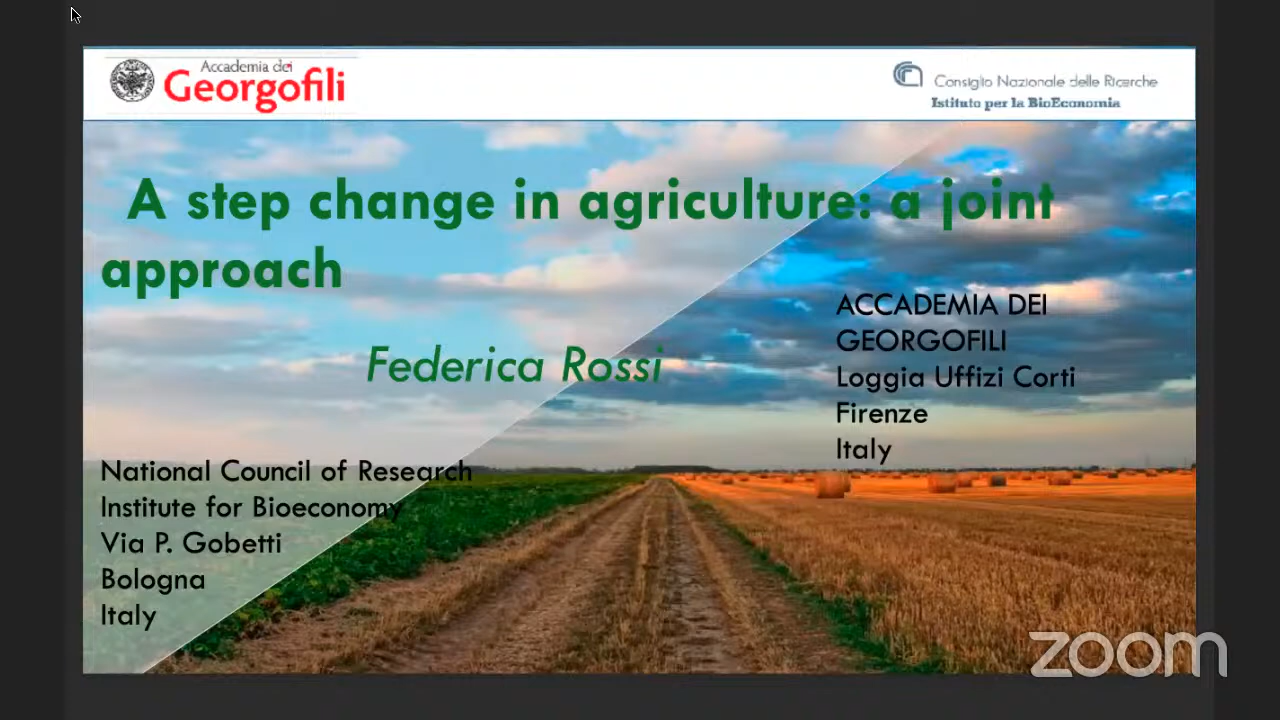 Accademia dei
Georgofili
Consiglio Nazionale delle Ricerche
Istituto per la BioEconomia
A step change in agriculture: a joint
approach
Federica Rossi
ACCADEMIA DEI
GEORGOFILI
Loggia Uffizi Corti
Firenze
Italy
National Council of Research
Institute for Bioeconomy
Via P. Gobetti
Bologna
Italy
zoom